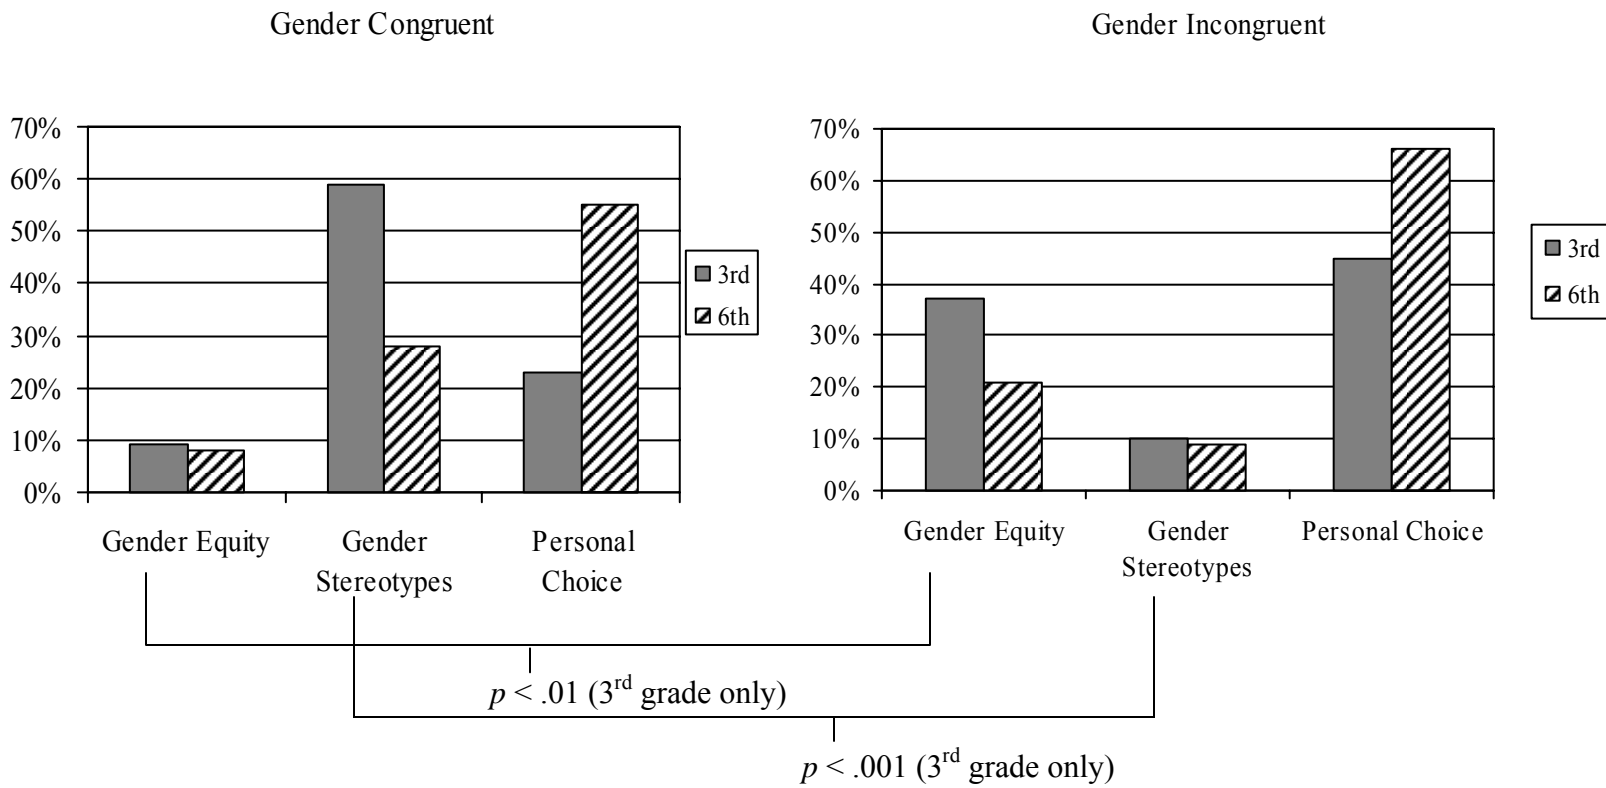 Gender Congruent
70%
60%
50%
40%
30%
20%
10%
0%
Gender Equity
Gender
Stereotypes
Personal
Choice
3rd
6th
Gender Incongruent
70%
60%
50%
40%
30%
20%
10%
0%
Gender Equity
Gender
Stereotypes
Personal Choice
3rd
6th
p < .01 (3rd grade only)
p < .001 (3rd grade only)